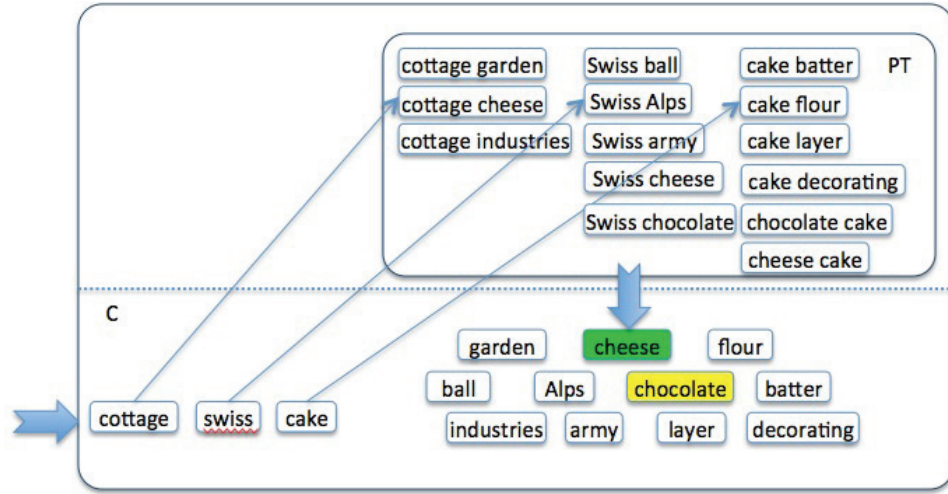 cottage garden Swiss ball cake batter PT
cottage cheese Swiss Alps cake flour
cottage industries Swiss army cake layer
Swiss cheese cake decorating
Swiss chocolate chocolate cake
cheese cake
C
garden cheese flour
ball Alps chocolate batter
cottage swiss cake industries army layer decorating